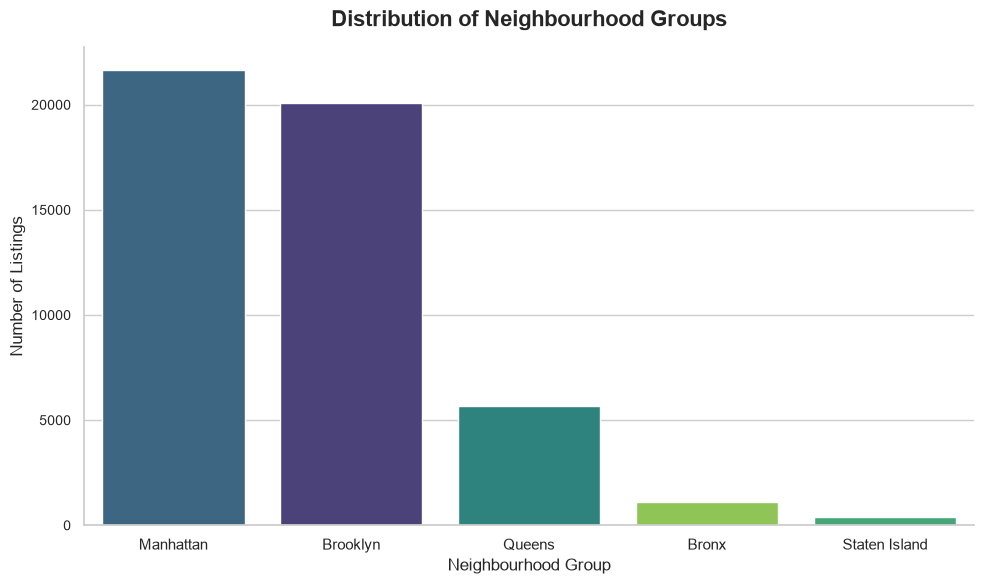 Distribution of Neighbourhood Groups
Number of Listings
20000
15000
10000
5000
0
Manhattan Brooklyn Queens Bronx Staten Island
Neighbourhood Group